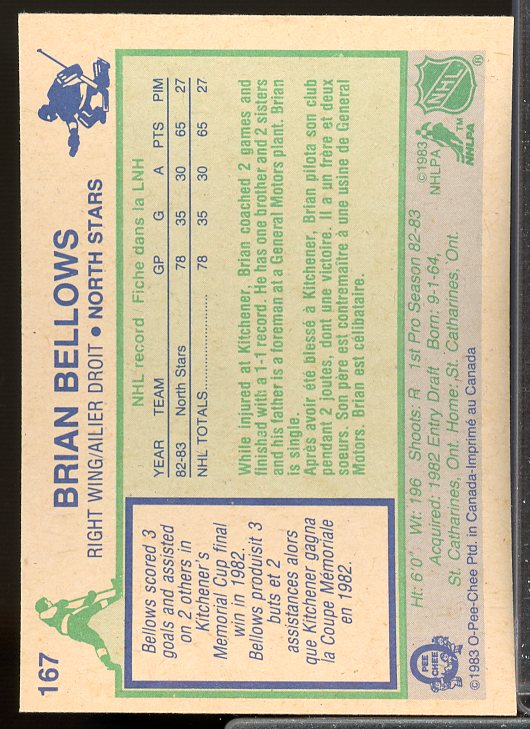 167
BRIAN BELLOWS
RIGHT WING/AILIER DROIT • NORTH STARS
NHL record / Fiche dans la LNH
YEAR TEAM GP G A PTS PIM
82-83 North Stars 78 35 30 65 27
NHL TOTALS.................... 78 35 30 65 27
Bellows scored 3
goals and assisted
on 2 others in
Kitchener's
Memorial Cup final
win in 1982.
Bellows produisit 3
buts et 2
assistances alors
que Kitchener gagna
la Coupe Mémoriale
en 1982.
While injured at Kitchener, Brian coached 2 games and
finished with a 1-1 record. He has one brother and 2 sisters
and his father is a foreman at a General Motors plant. Brian
is single.
Après avoir été blessé à Kitchener, Brian pilota son club
pendant 2 joutes, dont une victoire. Il a un frère et deux
soeurs. Son père est contremaître à une usine de General
Motors. Brian est célibataire.
Ht: 6'0" Wt: 196 Shoots: R 1st Pro Season 82-83
Acquired: 1982 Entry Draft Born: 9-1-64,
St. Catharines, Ont. Home: St. Catharines, Ont.
O-PEE-CHEE
©1983 O-Pee-Chee Ptd. in Canada-Imprimé au Canada
©1983
NHLPA
TM
NHLPA
NHL
®